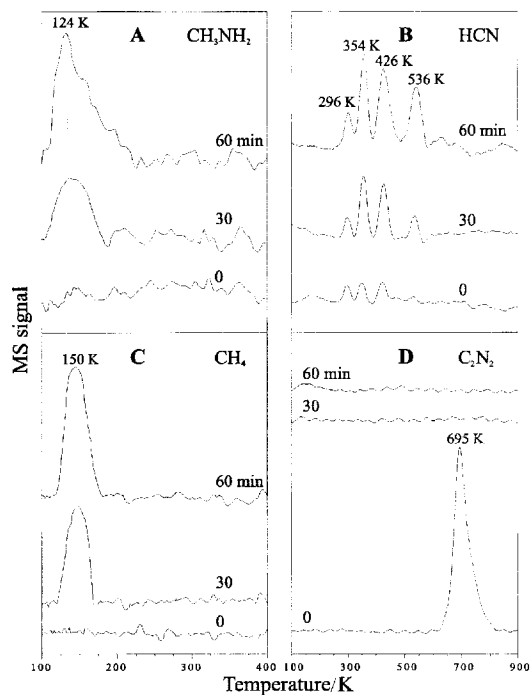 124 K
A
CH₃NH₂
60 min
30
0
296 K
354 K
426 K
536 K
B
HCN
60 min
30
0
MS signal
150 K
C
CH₄
60 min
30
0
100
200
300
400
D
C₂N₂
60 min
30
695 K
0
100
300
500
700
900
Temperature/K